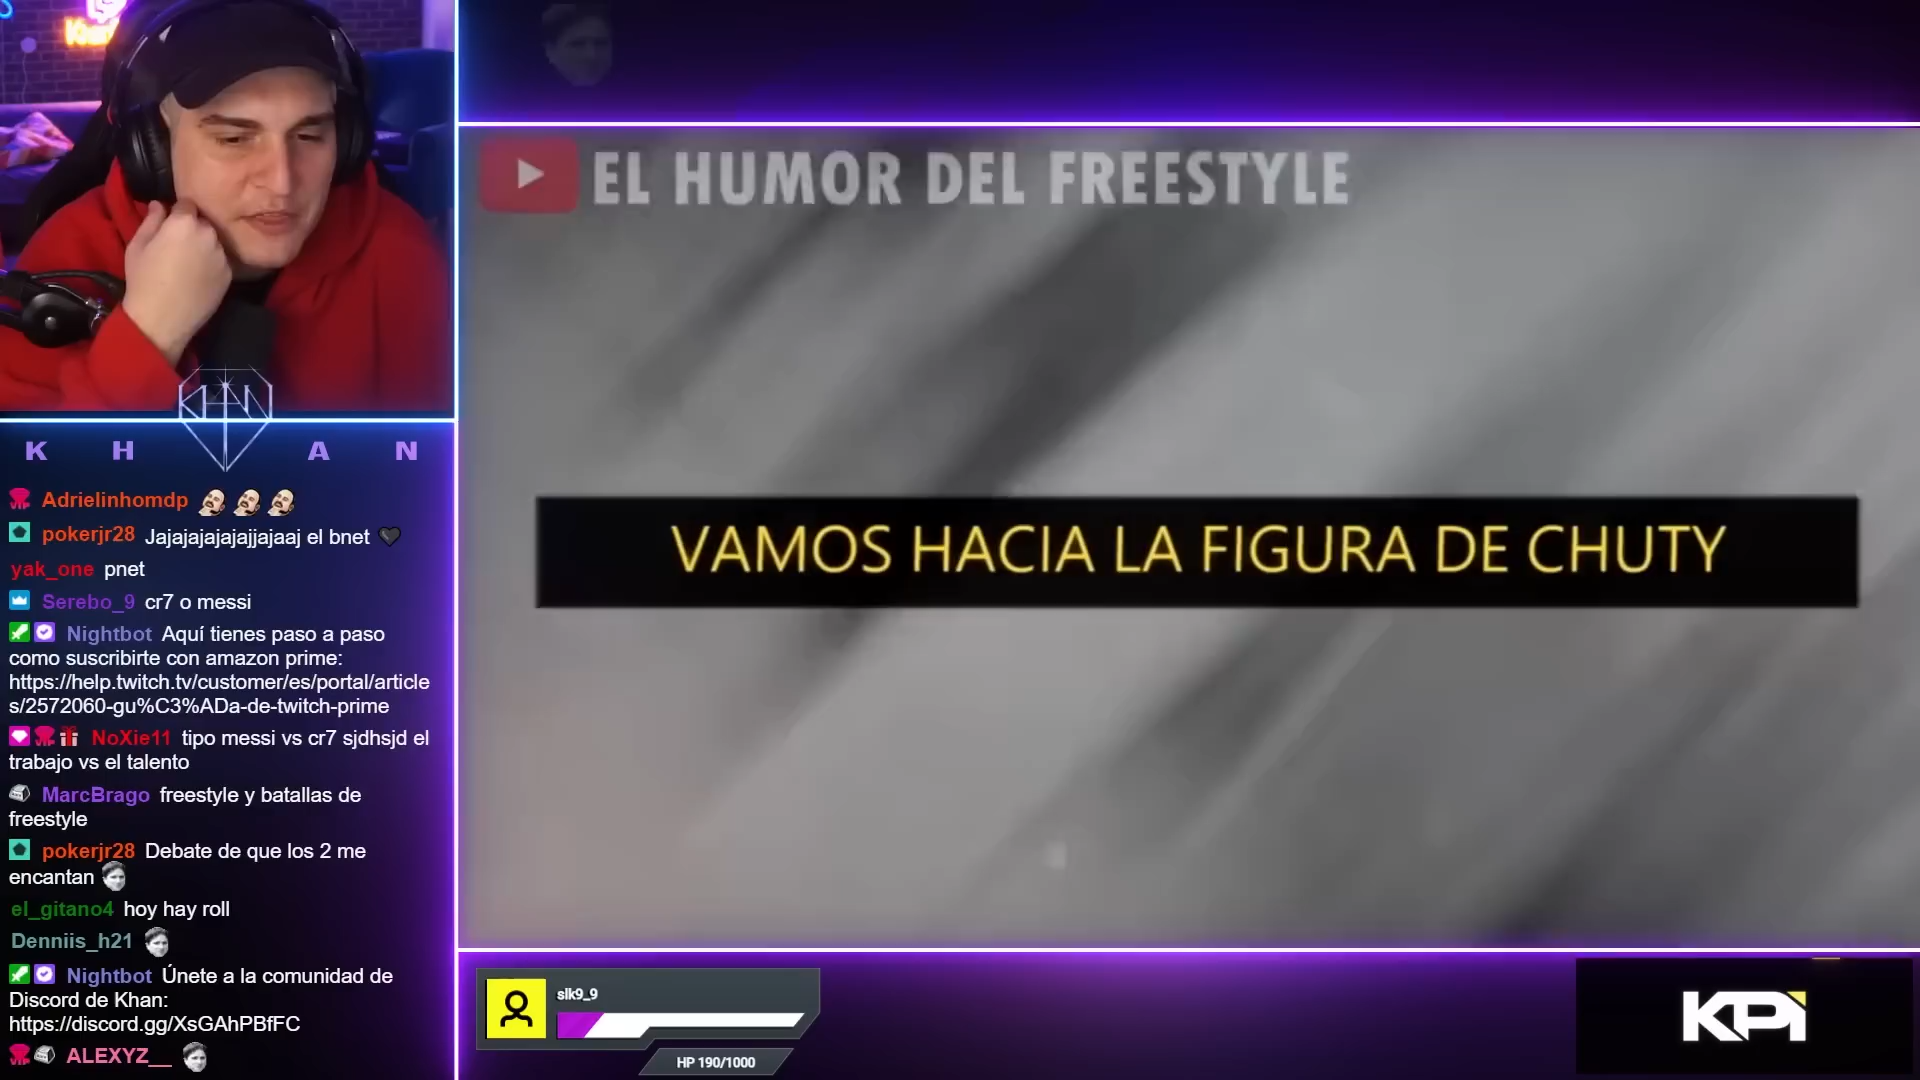 KHAN
K H A N
Adrielinhomdp
pokerjr28 Jajajajajajajjajaaj el bnet
yak_one pnet
Serebo_9 cr7 o messi
Nightbot Aquí tienes paso a paso
como suscribirte con amazon prime:
https://help.twitch.tv/customer/es/portal/article
s/2572060-gu%C3%ADa-de-twitch-prime
NoXie11 tipo messi vs cr7 sjdhsjd el
trabajo vs el talento
MarcBrago freestyle y batallas de
freestyle
pokerjr28 Debate de que los 2 me
encantan
el_gitano4 hoy hay roll
Denniis_h21
Nightbot Únete a la comunidad de
Discord de Khan:
https://discord.gg/XsGAhPBfFC
ALEXYZ__
EL HUMOR DEL FREESTYLE
VAMOS HACIA LA FIGURA DE CHUTY
slk9_9
HP 190/1000
KPI